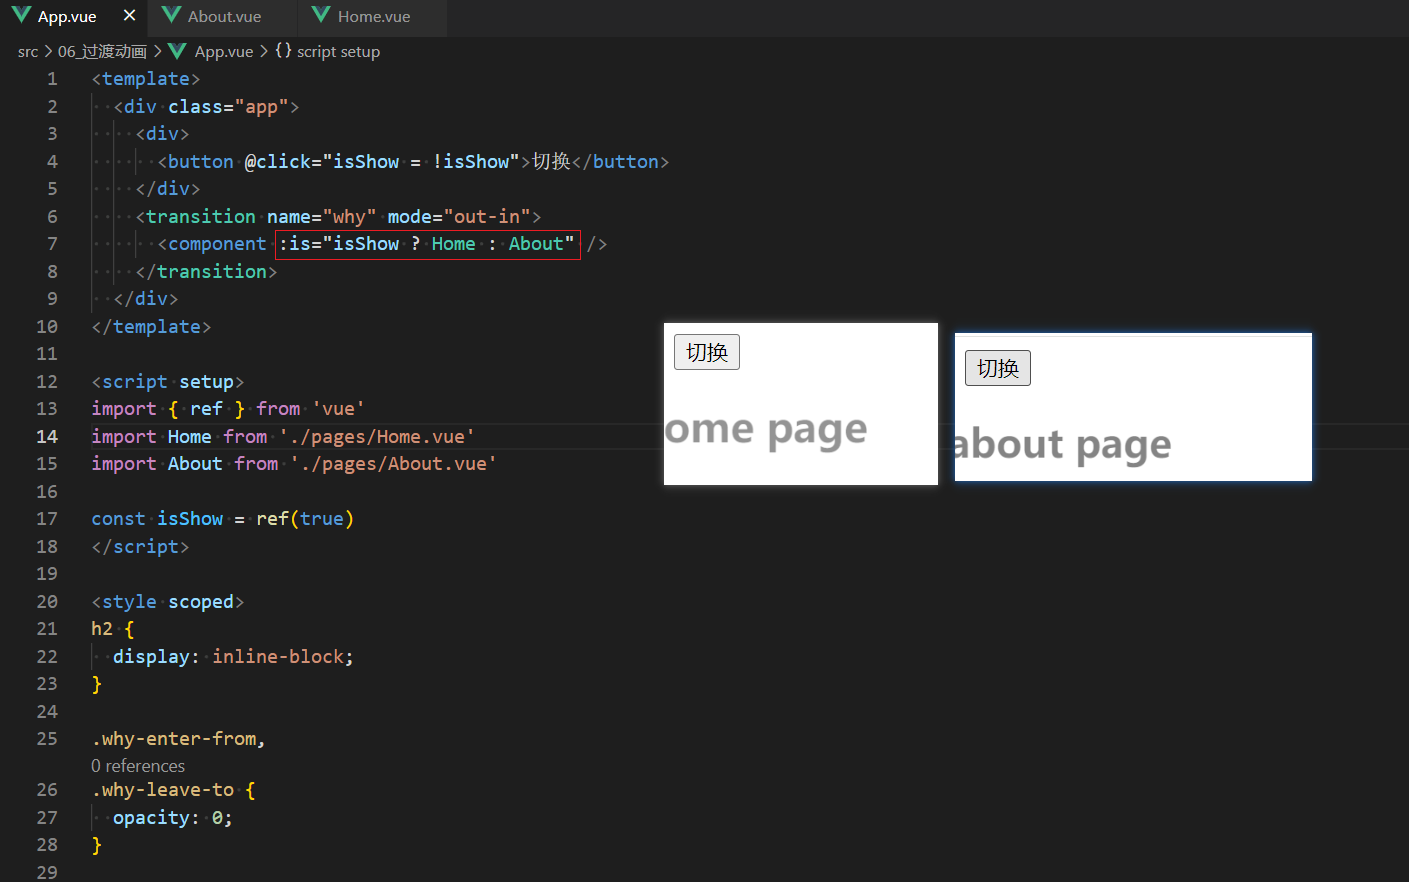 App.vue × About.vue Home.vue
src > 06_过渡动画 > App.vue > {} script setup
1 <template>
2 <div class="app">
3 <div>
4 <button @click="isShow = !isShow">切换</button>
5 </div>
6 <transition name="why" mode="out-in">
7 <component :is="isShow ? Home : About" />
8 </transition>
9 </div>
10 </template>
11
12 <script setup>
13 import { ref } from 'vue'
14 import Home from './pages/Home.vue'
15 import About from './pages/About.vue'
16
17 const isShow = ref(true)
18 </script>
19
20 <style scoped>
21 h2 {
22 display: inline-block;
23 }
24
25 .why-enter-from,
0 references
26 .why-leave-to {
27 opacity: 0;
28 }
29
切换
ome page
切换
about page